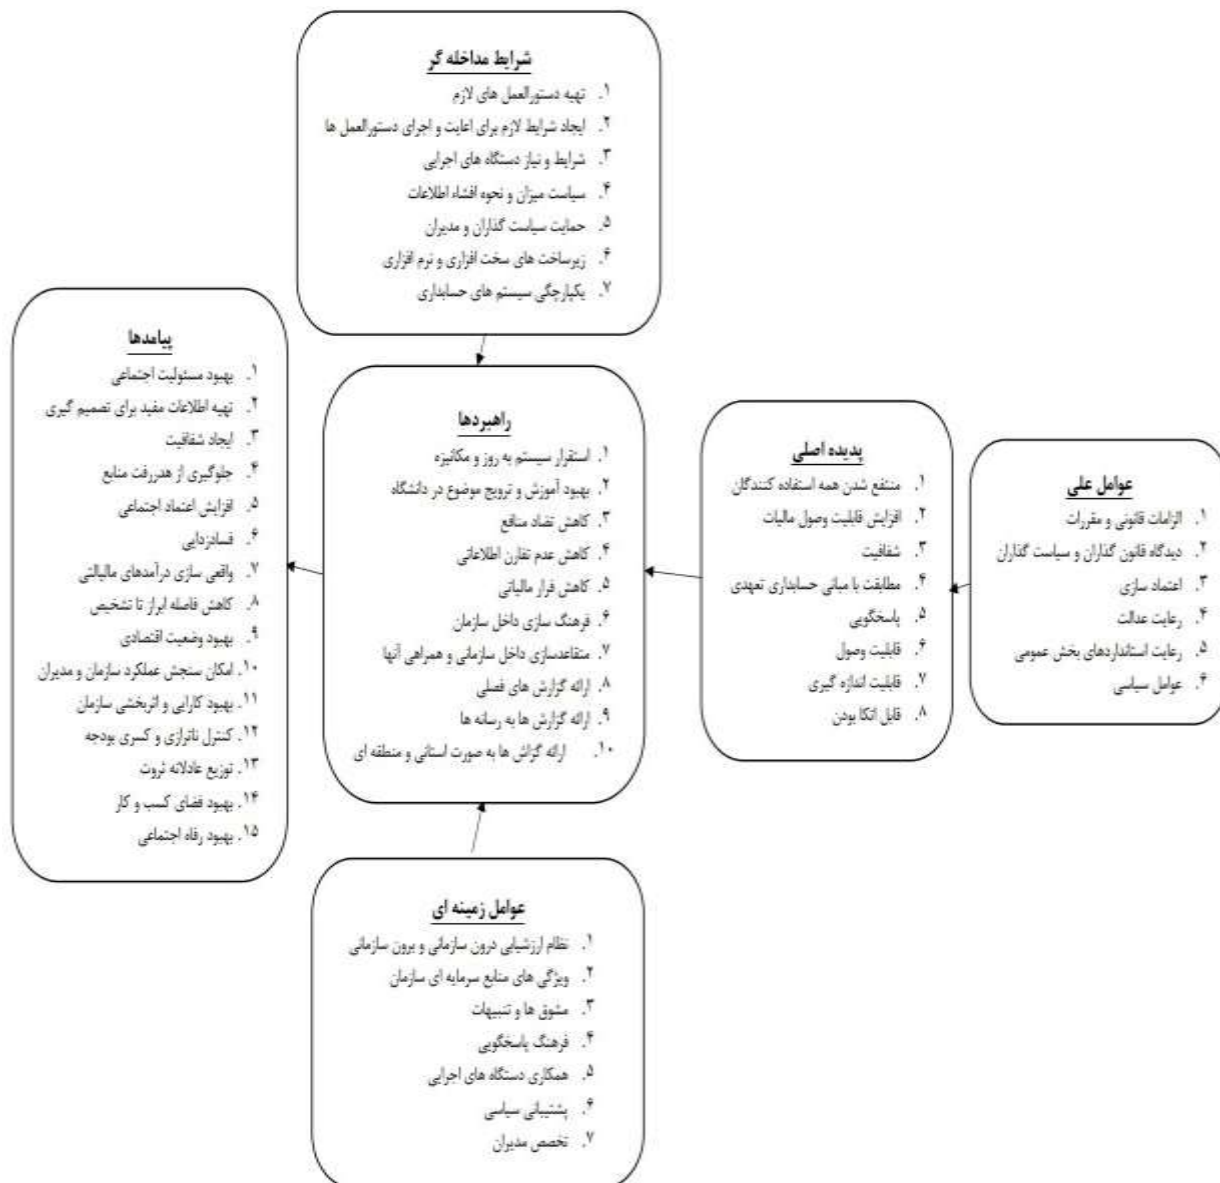 شرایط مداخله گر
۱. تهیه دستورالعمل های لازم
۲. ایجاد شرایط لازم برای اعایت و اجرای دستورالعمل ها
۳. شرایط و نیاز دستگاه های اجرایی
۴. سیاست میزان و نحوه افشاء اطلاعات
۵. حمایت سیاست گذاران و مدیران
۶. زیرساخت های سخت افزاری و نرم افزاری
۷. یکپارچگی سیستم های حسابداری
عوامل علی
۱. الزامات قانونی و مقررات
۲. دیدگاه قانون گذاران و سیاست گذاران
۳. اعتماد سازی
۴. رعایت عدالت
۵. رعایت استانداردهای بخش عمومی
۶. عوامل سیاسی
پدیده اصلی
۱. منتفع شدن همه استفاده کنندگان
۲. افزایش قابلیت وصول مالیات
۳. شفافیت
۴. مطابقت با مبانی حسابداری تعهدی
۵. پاسخگویی
۶. قابلیت وصول
۷. قابلیت اندازه گیری
۸. قابل اتکا بودن
راهبردها
۱. استقرار سیستم به روز و مکانیزه
۲. بهبود آموزش و ترویج موضوع در دانشگاه
۳. کاهش تضاد منافع
۴. کاهش عدم تقارن اطلاعاتی
۵. کاهش فرار مالیاتی
۶. فرهنگ سازی داخل سازمان
۷. متقاعدسازی داخل سازمانی و همراهی آنها
۸. ارائه گزارش های فصلی
۹. ارائه گزارش ها به رسانه ها
۱۰. ارائه گزاش ها به صورت استانی و منطقه ای
پیامدها
۱. بهبود مسئولیت اجتماعی
۲. تهیه اطلاعات مفید برای تصمیم گیری
۳. ایجاد شفافیت
۴. جلوگیری از هدررفت منابع
۵. افزایش اعتماد اجتماعی
۶. فسادزدایی
۷. واقعی سازی درآمدهای مالیالتی
۸. کاهش فاصله ابراز تا تشخیص
۹. بهبود وضعیت اقتصادی
۱۰. امکان سنجش عملکرد سازمان و مدیران
۱۱. بهبود کارایی و اثربخشی سازمان
۱۲. کنترل ناترازی و کسری بودجه
۱۳. توزیع عادلانه ثروت
۱۴. بهبود فضای کسب و کار
۱۵. بهبود رفاه اجتماعی
عوامل زمینه ای
۱. نظام ارزشیابی درون سازمانی و برون سازمانی
۲. ویژگی های منابع سرمایه ای سازمان
۳. مشوق ها و تنبیهات
۴. فرهنگ پاسخگویی
۵. همکاری دستگاه های اجرایی
۶. پشتیبانی سیاسی
۷. تخصص مدیران